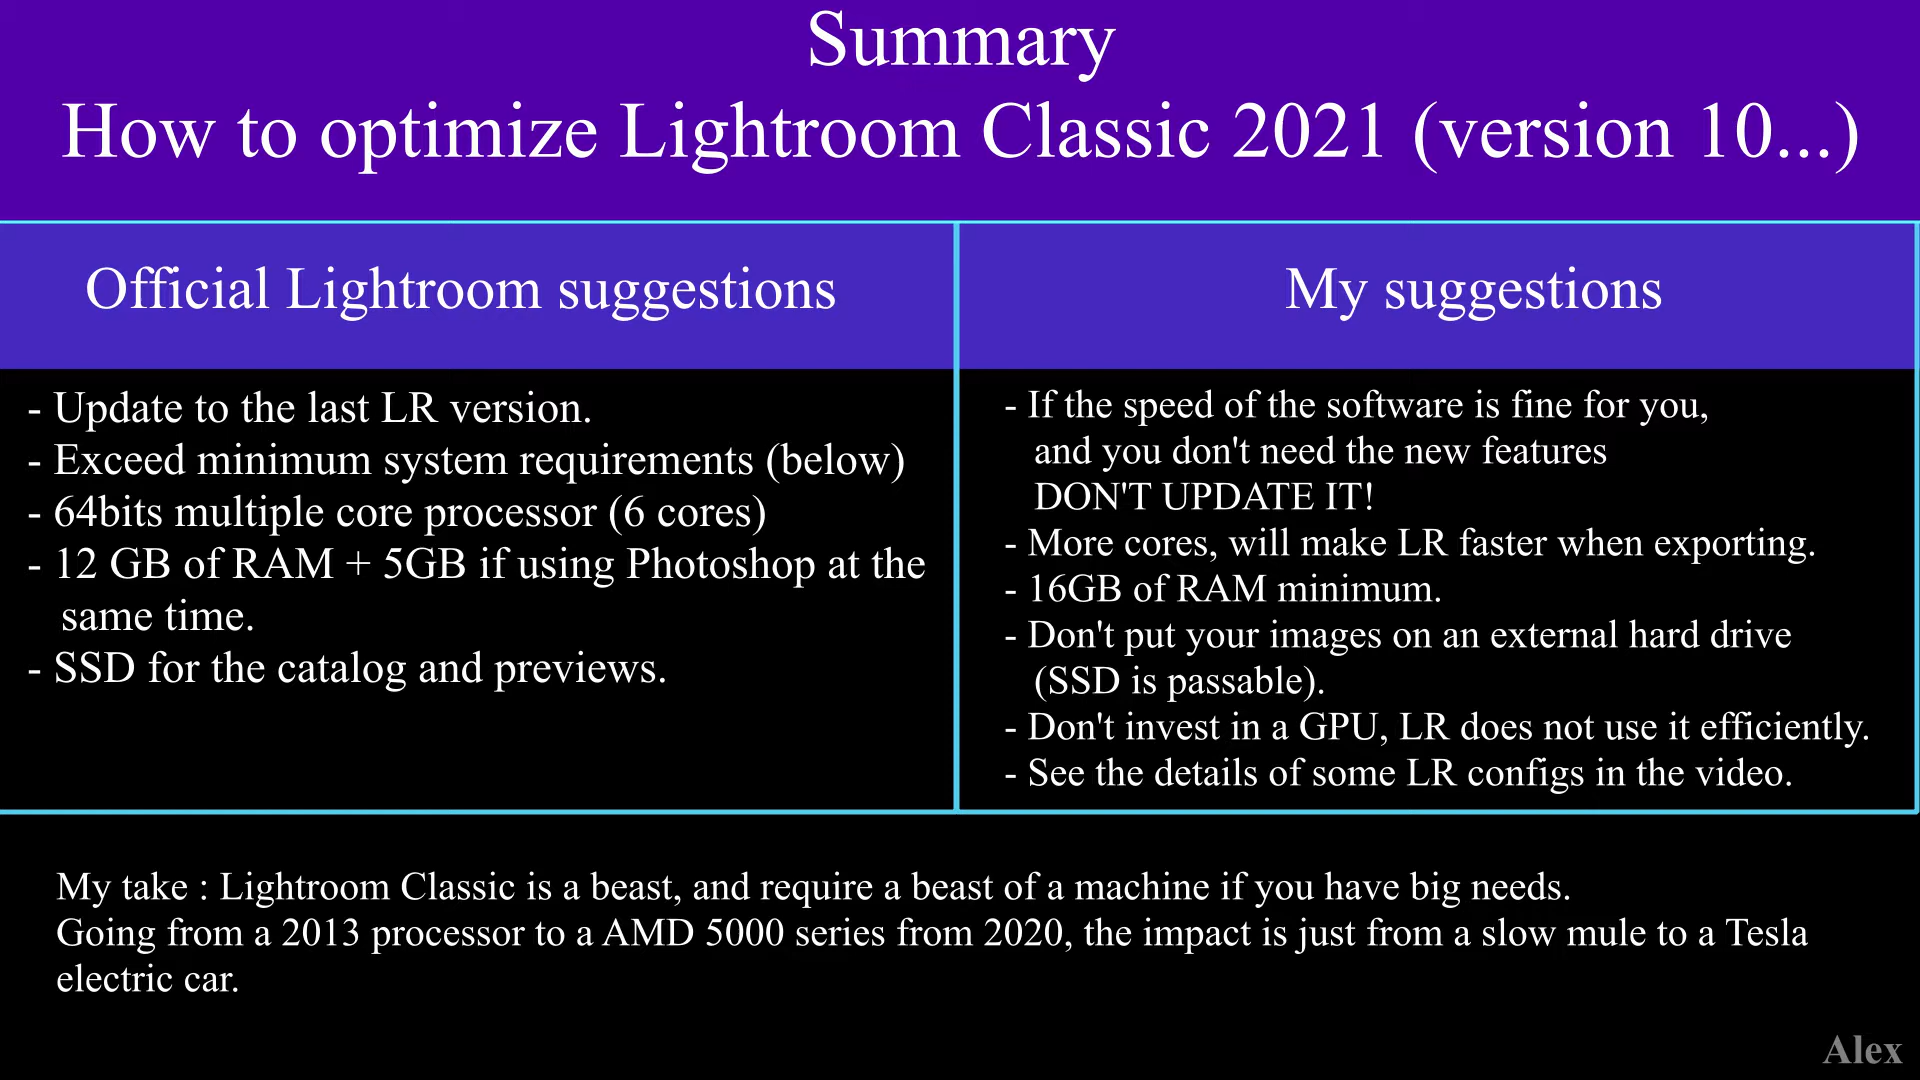 Summary
How to optimize Lightroom Classic 2021 (version 10...)
Official Lightroom suggestions
- Update to the last LR version.
- Exceed minimum system requirements (below)
- 64bits multiple core processor (6 cores)
- 12 GB of RAM + 5GB if using Photoshop at the
same time.
- SSD for the catalog and previews.
My suggestions
- If the speed of the software is fine for you,
and you don't need the new features
DON'T UPDATE IT!
- More cores, will make LR faster when exporting.
- 16GB of RAM minimum.
- Don't put your images on an external hard drive
(SSD is passable).
- Don't invest in a GPU, LR does not use it efficiently.
- See the details of some LR configs in the video.
My take : Lightroom Classic is a beast, and require a beast of a machine if you have big needs.
Going from a 2013 processor to a AMD 5000 series from 2020, the impact is just from a slow mule to a Tesla
electric car.
Alex